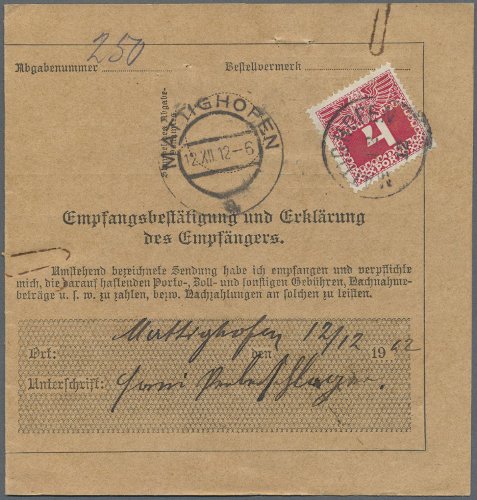 250
Abgabenummer Bestellvermerk
MATTIGHOFEN
12.XII.12–6
a
4
Empfangsbestätigung und Erklärung
des Empfängers.
Umstehend bezeichnete Sendung habe ich empfangen und verpflichte
mich, die darauf haftenden Porto-, Zoll- und sonstigen Gebühren, Nachnahme-
beträge u. s. w. zu zahlen, bezw. Nachzahlungen an solchen zu leisten.
Ort: Mattighofen den 12/12 1912
Unterschrift: